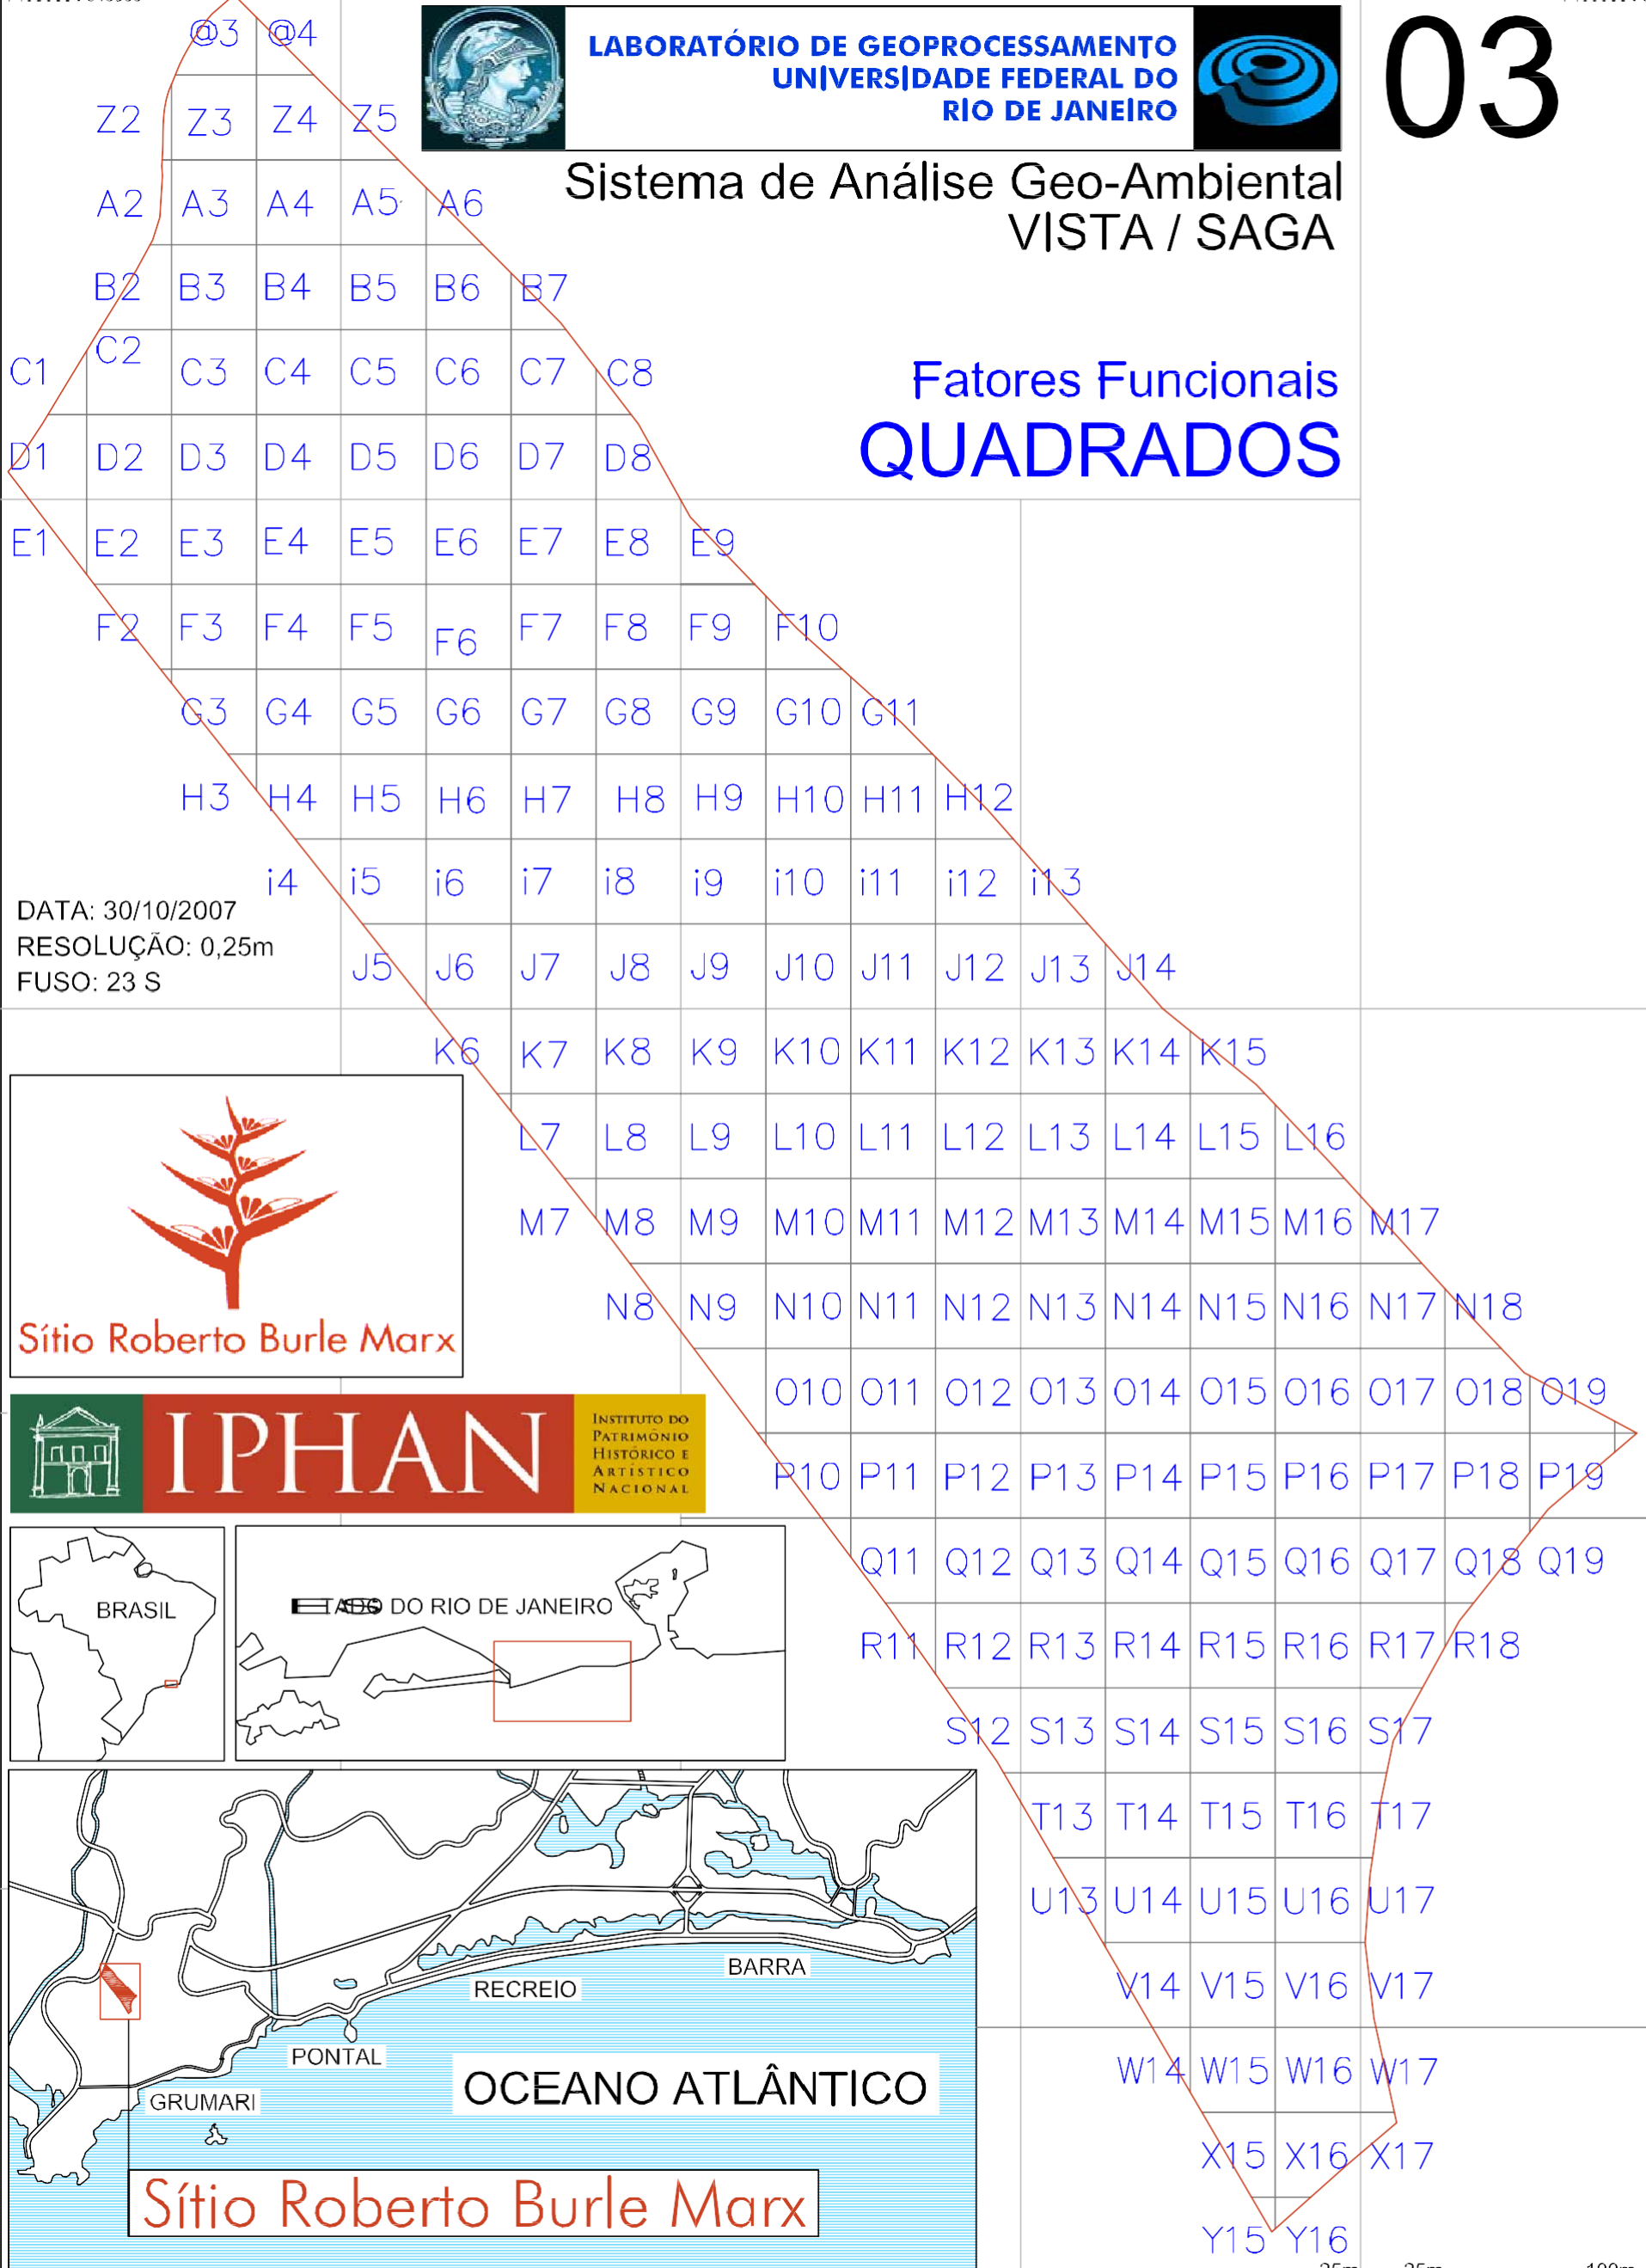 @3 @4
LABORATÓRIO DE GEOPROCESSAMENTO
UNIVERSIDADE FEDERAL DO
RIO DE JANEIRO
03
Z2 Z3 Z4 Z5
Sistema de Análise Geo-Ambiental
VISTA / SAGA
A2 A3 A4 A5 A6
B2 B3 B4 B5 B6 B7
C1 C2 C3 C4 C5 C6 C7 C8
Fatores Funcionais
QUADRADOS
D1 D2 D3 D4 D5 D6 D7 D8
E1 E2 E3 E4 E5 E6 E7 E8 E9
F2 F3 F4 F5 F6 F7 F8 F9 F10
G3 G4 G5 G6 G7 G8 G9 G10 G11
H3 H4 H5 H6 H7 H8 H9 H10 H11 H12
i4 i5 i6 i7 i8 i9 i10 i11 i12 i13
DATA: 30/10/2007
RESOLUÇÃO: 0,25m
FUSO: 23 S
J5 J6 J7 J8 J9 J10 J11 J12 J13 J14
K6 K7 K8 K9 K10 K11 K12 K13 K14 K15
L7 L8 L9 L10 L11 L12 L13 L14 L15 L16
M7 M8 M9 M10 M11 M12 M13 M14 M15 M16 M17
N8 N9 N10 N11 N12 N13 N14 N15 N16 N17 N18
Sítio Roberto Burle Marx
O10 O11 O12 O13 O14 O15 O16 O17 O18 O19
IPHAN
INSTITUTO DO
PATRIMÔNIO
HISTÓRICO E
ARTÍSTICO
NACIONAL
P10 P11 P12 P13 P14 P15 P16 P17 P18 P19
Q11 Q12 Q13 Q14 Q15 Q16 Q17 Q18 Q19
BRASIL
DO RIO DE JANEIRO
R11 R12 R13 R14 R15 R16 R17 R18
S12 S13 S14 S15 S16 S17
T13 T14 T15 T16 T17
U13 U14 U15 U16 U17
V14 V15 V16 V17
BARRA
RECREIO
PONTAL
GRUMARI
OCEANO ATLÂNTICO
W14 W15 W16 W17
X15 X16 X17
Sítio Roberto Burle Marx
Y15 Y16